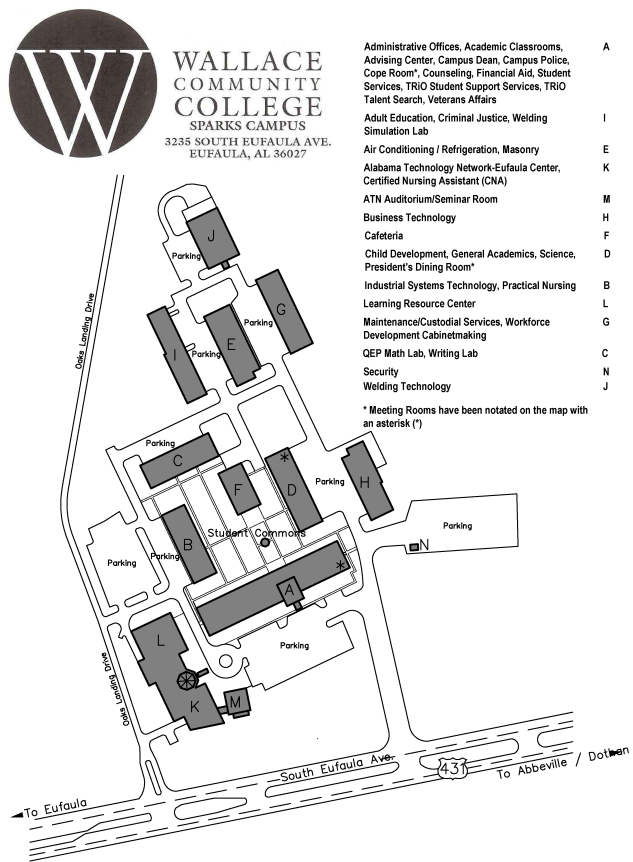 W
WALLACE
COMMUNITY
COLLEGE
SPARKS CAMPUS
3235 SOUTH EUFAULA AVE.
EUFAULA, AL 36027
Administrative Offices, Academic Classrooms, A
Advising Center, Campus Dean, Campus Police,
Cope Room*, Counseling, Financial Aid, Student
Services, TRiO Student Support Services, TRiO
Talent Search, Veterans Affairs
Adult Education, Criminal Justice, Welding I
Simulation Lab
Air Conditioning / Refrigeration, Masonry E
Alabama Technology Network-Eufaula Center, K
Certified Nursing Assistant (CNA)
ATN Auditorium/Seminar Room M
Business Technology H
Cafeteria F
Child Development, General Academics, Science, D
President's Dining Room*
Industrial Systems Technology, Practical Nursing B
Learning Resource Center L
Maintenance/Custodial Services, Workforce G
Development Cabinetmaking
QEP Math Lab, Writing Lab C
Security N
Welding Technology J
* Meeting Rooms have been notated on the map with
an asterisk (*)
J
Parking
Oaks Landing Drive
G
Parking
I
Parking
E
Parking
C
*
Parking
H
F
D
Parking
Student Commons
B
Parking
Parking
N
*
A
L
Parking
Oaks Landing Drive
K
M
South Eufaula Ave.
431
To Abbeville / Dothan
To Eufaula